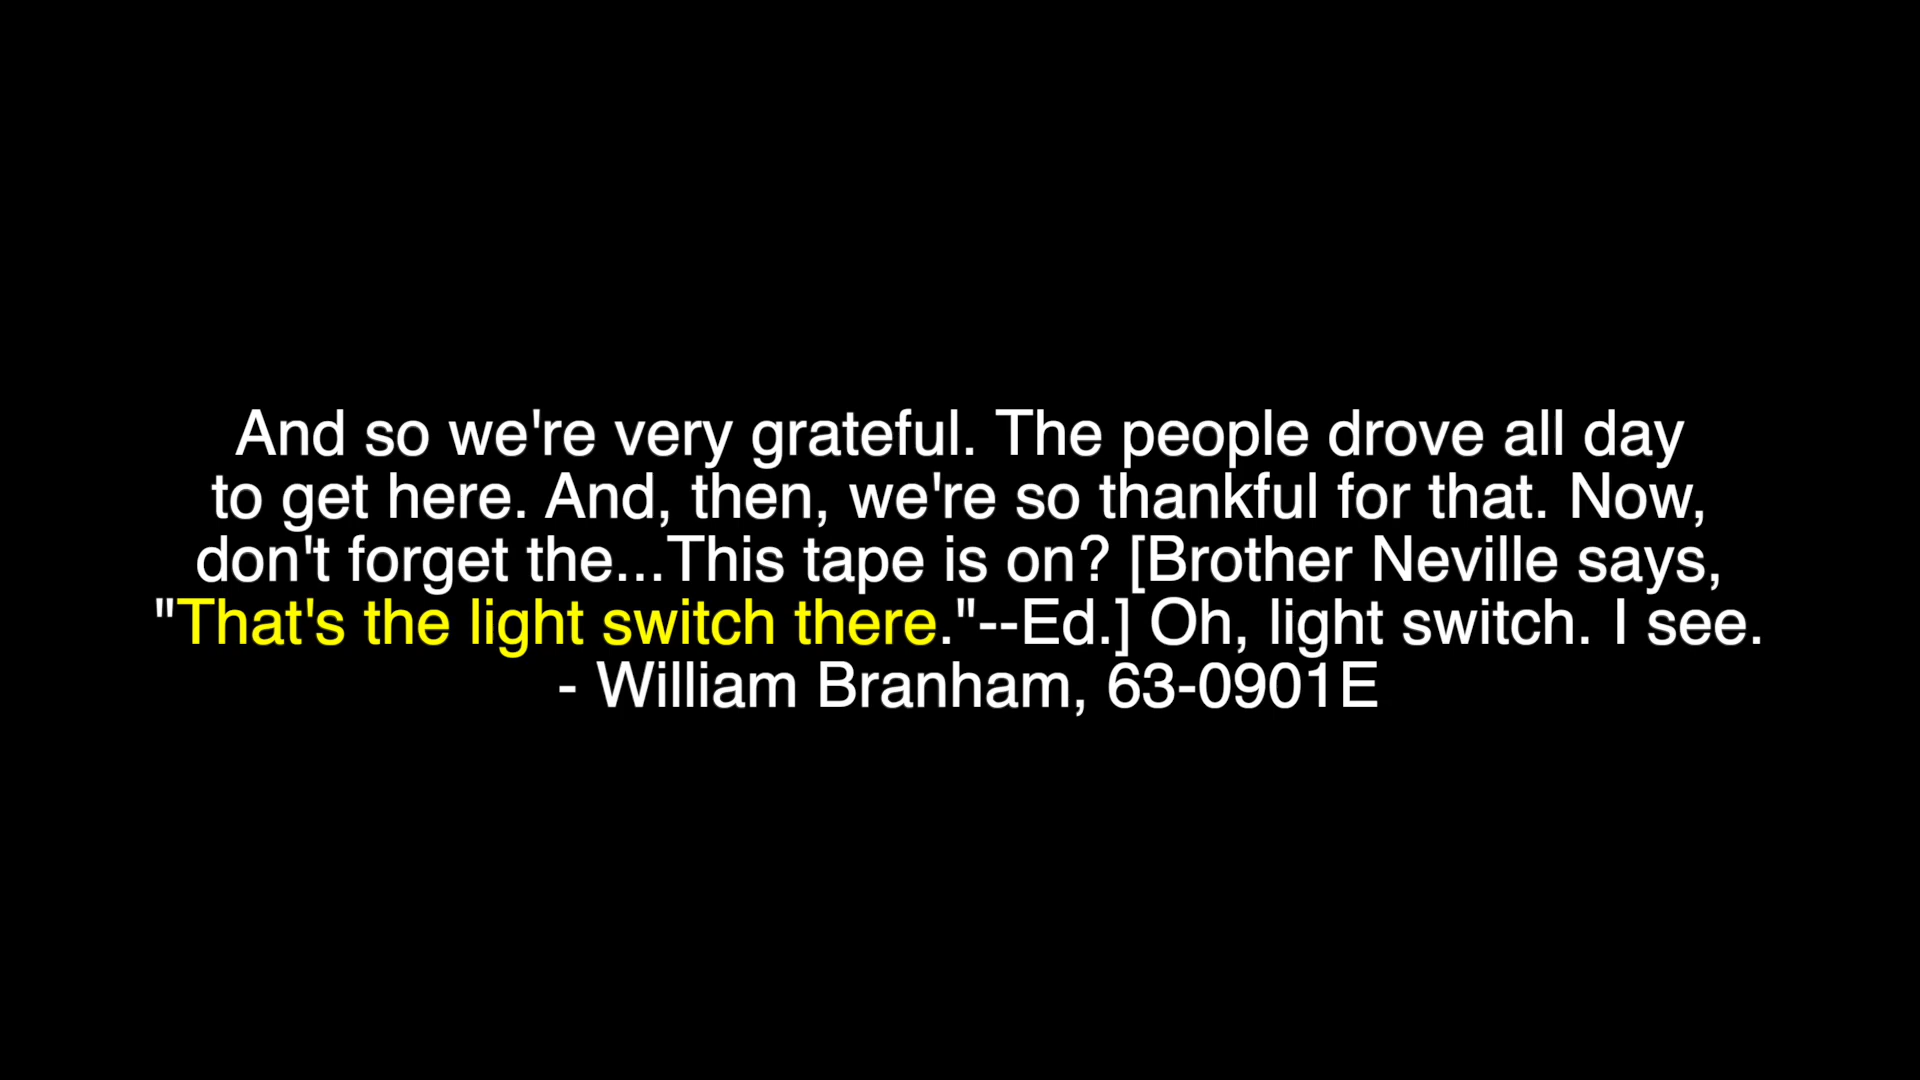 And so we're very grateful. The people drove all day
to get here. And, then, we're so thankful for that. Now,
don't forget the...This tape is on? [Brother Neville says,
"That's the light switch there."--Ed.] Oh, light switch. I see.
- William Branham, 63-0901E